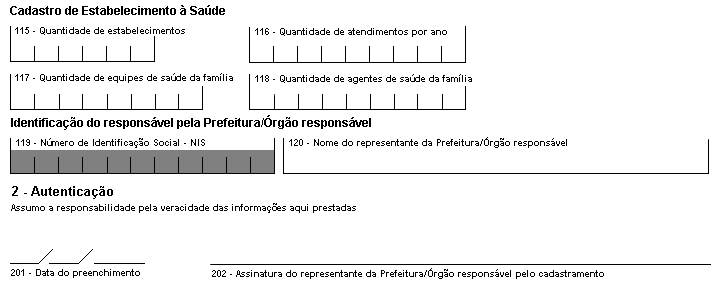 Cadastro de Estabelecimento à Saúde
115 - Quantidade de estabelecimentos
116 - Quantidade de atendimentos por ano
117 - Quantidade de equipes de saúde da família
118 - Quantidade de agentes de saúde da família
Identificação do responsável pela Prefeitura/Órgão responsável
119 - Número de Identificação Social - NIS
120 - Nome do representante da Prefeitura/Órgão responsável
2 - Autenticação
Assumo a responsabilidade pela veracidade das informações aqui prestadas
201 - Data do preenchimento
202 - Assinatura do representante da Prefeitura/Órgão responsável pelo cadastramento